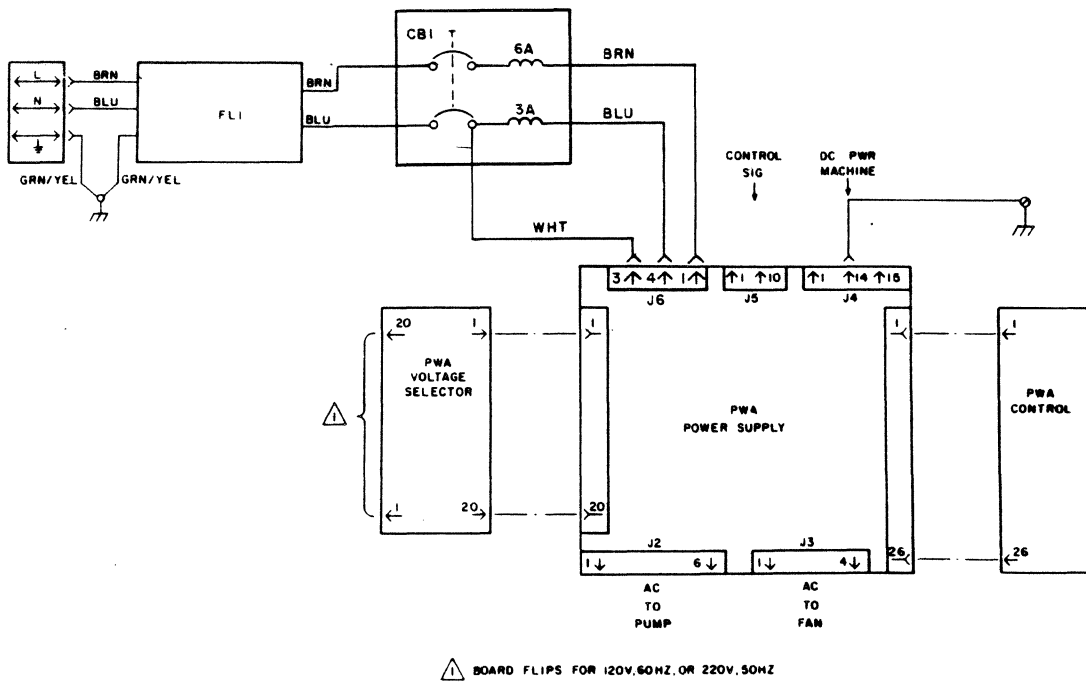 CB1
6A
BRN
L
BRN
BRN
N
BLU
FL1
3A
BLU
BLU
GRN/YEL
GRN/YEL
CONTROL
SIG
DC PWR
MACHINE
WHT
3 4 1
J6
1 10
J5
1 14 15
J4
20 1
PWA
VOLTAGE
SELECTOR
1 20
1
1
20
PWA
POWER SUPPLY
1
26
1
PWA
CONTROL
26
J2
1 6
J3
1 4
AC
TO
PUMP
AC
TO
FAN
1 BOARD FLIPS FOR 120V,60HZ, OR 220V, 50HZ